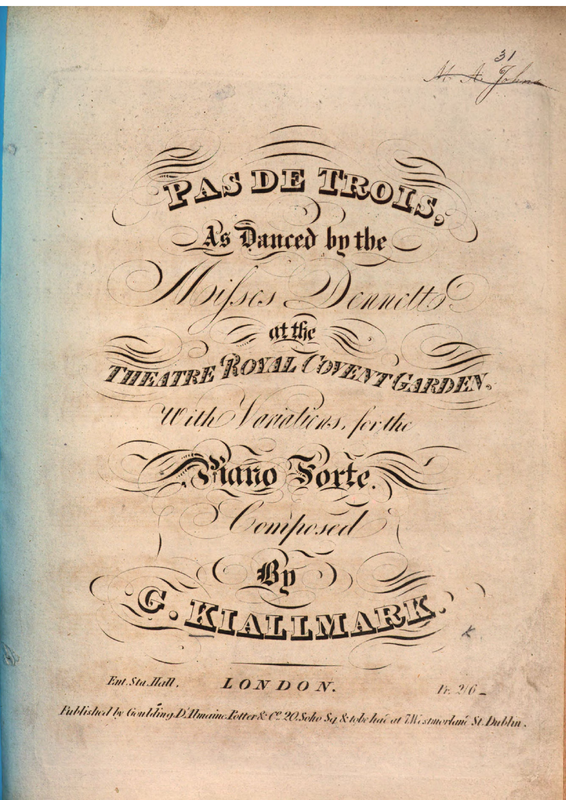 31
M. A. Johns
PAS DE TROIS,
As Danced by the
Misses Dennetts
at the
THEATRE ROYAL COVENT GARDEN.
With Variations, for the
Piano Forte.
Composed
By
G. KIALLMARK.
Ent. Sta. Hall. LONDON. Pr. 2/6
Published by Goulding, D'Almaine, Potter & Co. 20, Soho Sq. & to be had at 7, Westmorland St. Dublin.